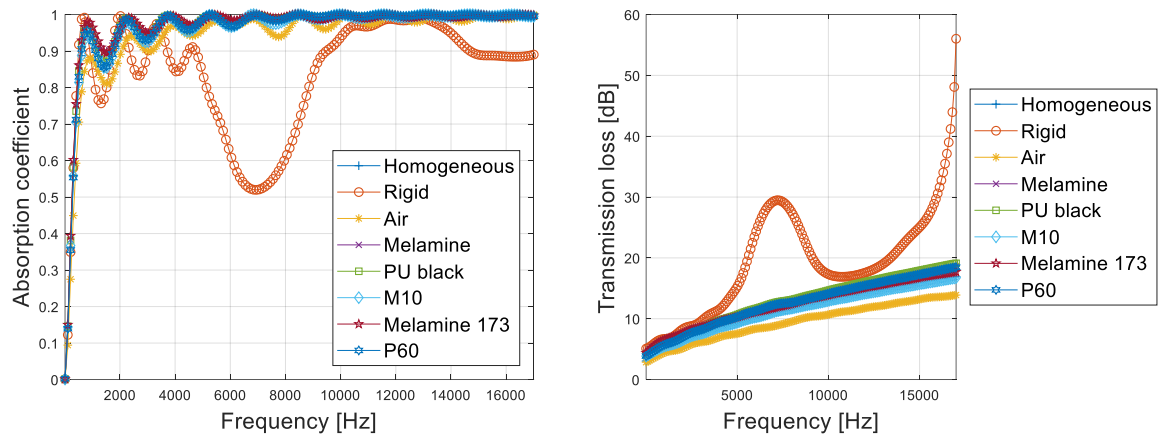 1
0.9
0.8
0.7
0.6
0.5
0.4
0.3
0.2
0.1
0
Absorption coefficient
2000 4000 6000 8000 10000 12000 14000 16000
Frequency [Hz]
Homogeneous
Rigid
Air
Melamine
PU black
M10
Melamine 173
P60
60
50
40
30
20
10
0
Transmission loss [dB]
5000 10000 15000
Frequency [Hz]
Homogeneous
Rigid
Air
Melamine
PU black
M10
Melamine 173
P60